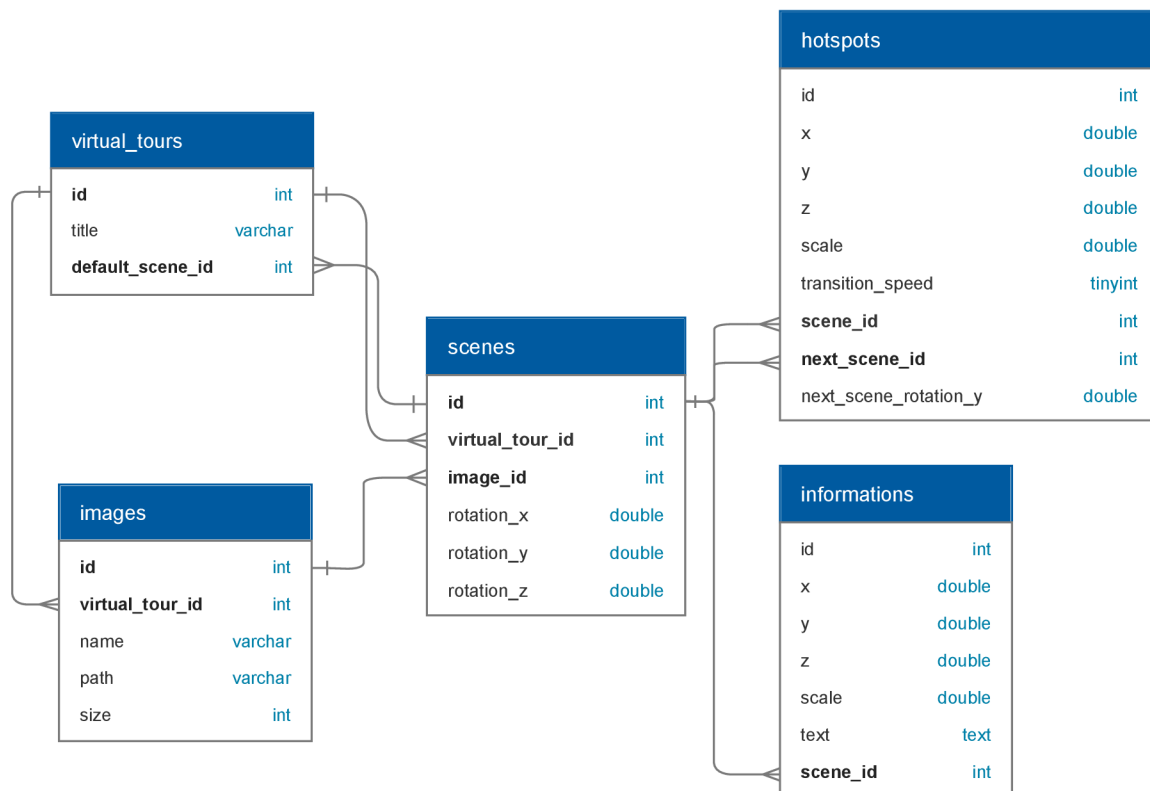 virtual_tours
id int
title varchar
default_scene_id int
images
id int
virtual_tour_id int
name varchar
path varchar
size int
scenes
id int
virtual_tour_id int
image_id int
rotation_x double
rotation_y double
rotation_z double
hotspots
id int
x double
y double
z double
scale double
transition_speed tinyint
scene_id int
next_scene_id int
next_scene_rotation_y double
informations
id int
x double
y double
z double
scale double
text text
scene_id int